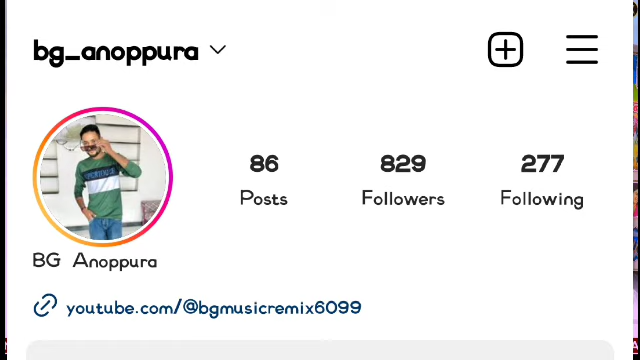 bg_anoppura
86 829 277
Posts Followers Following
BG Anoppura
youtube.com/@bgmusicremix6099